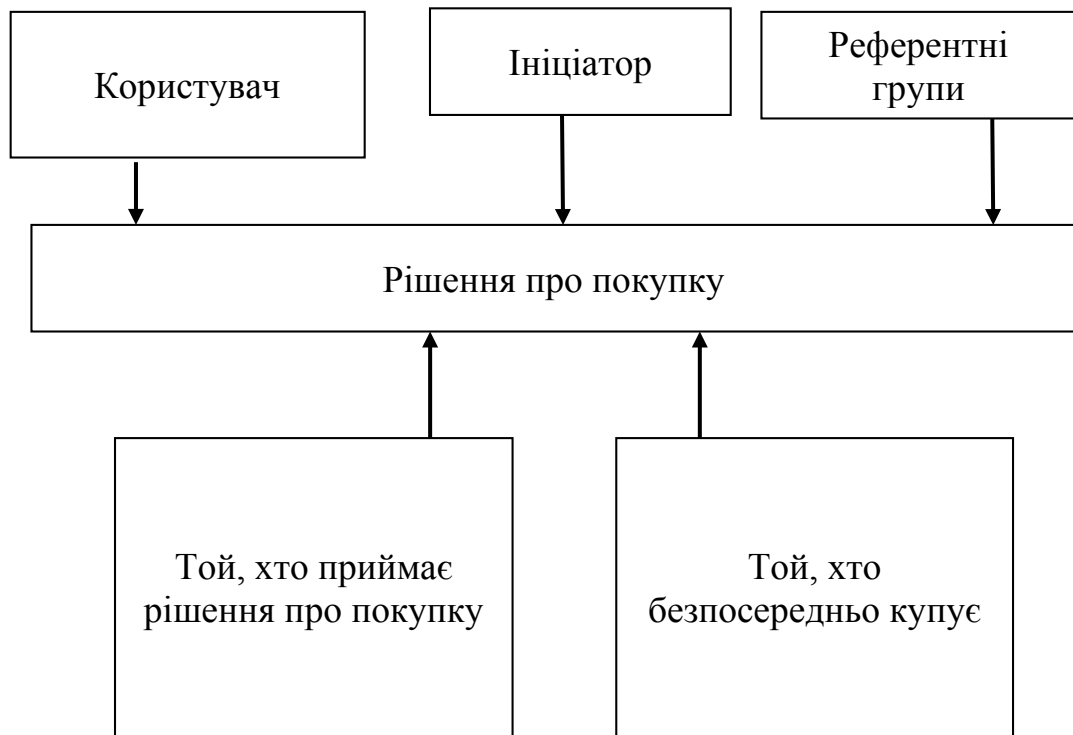 Користувач
Ініціатор
Референтні
групи
Рішення про покупку
Той, хто приймає
рішення про покупку
Той, хто
безпосередньо купує